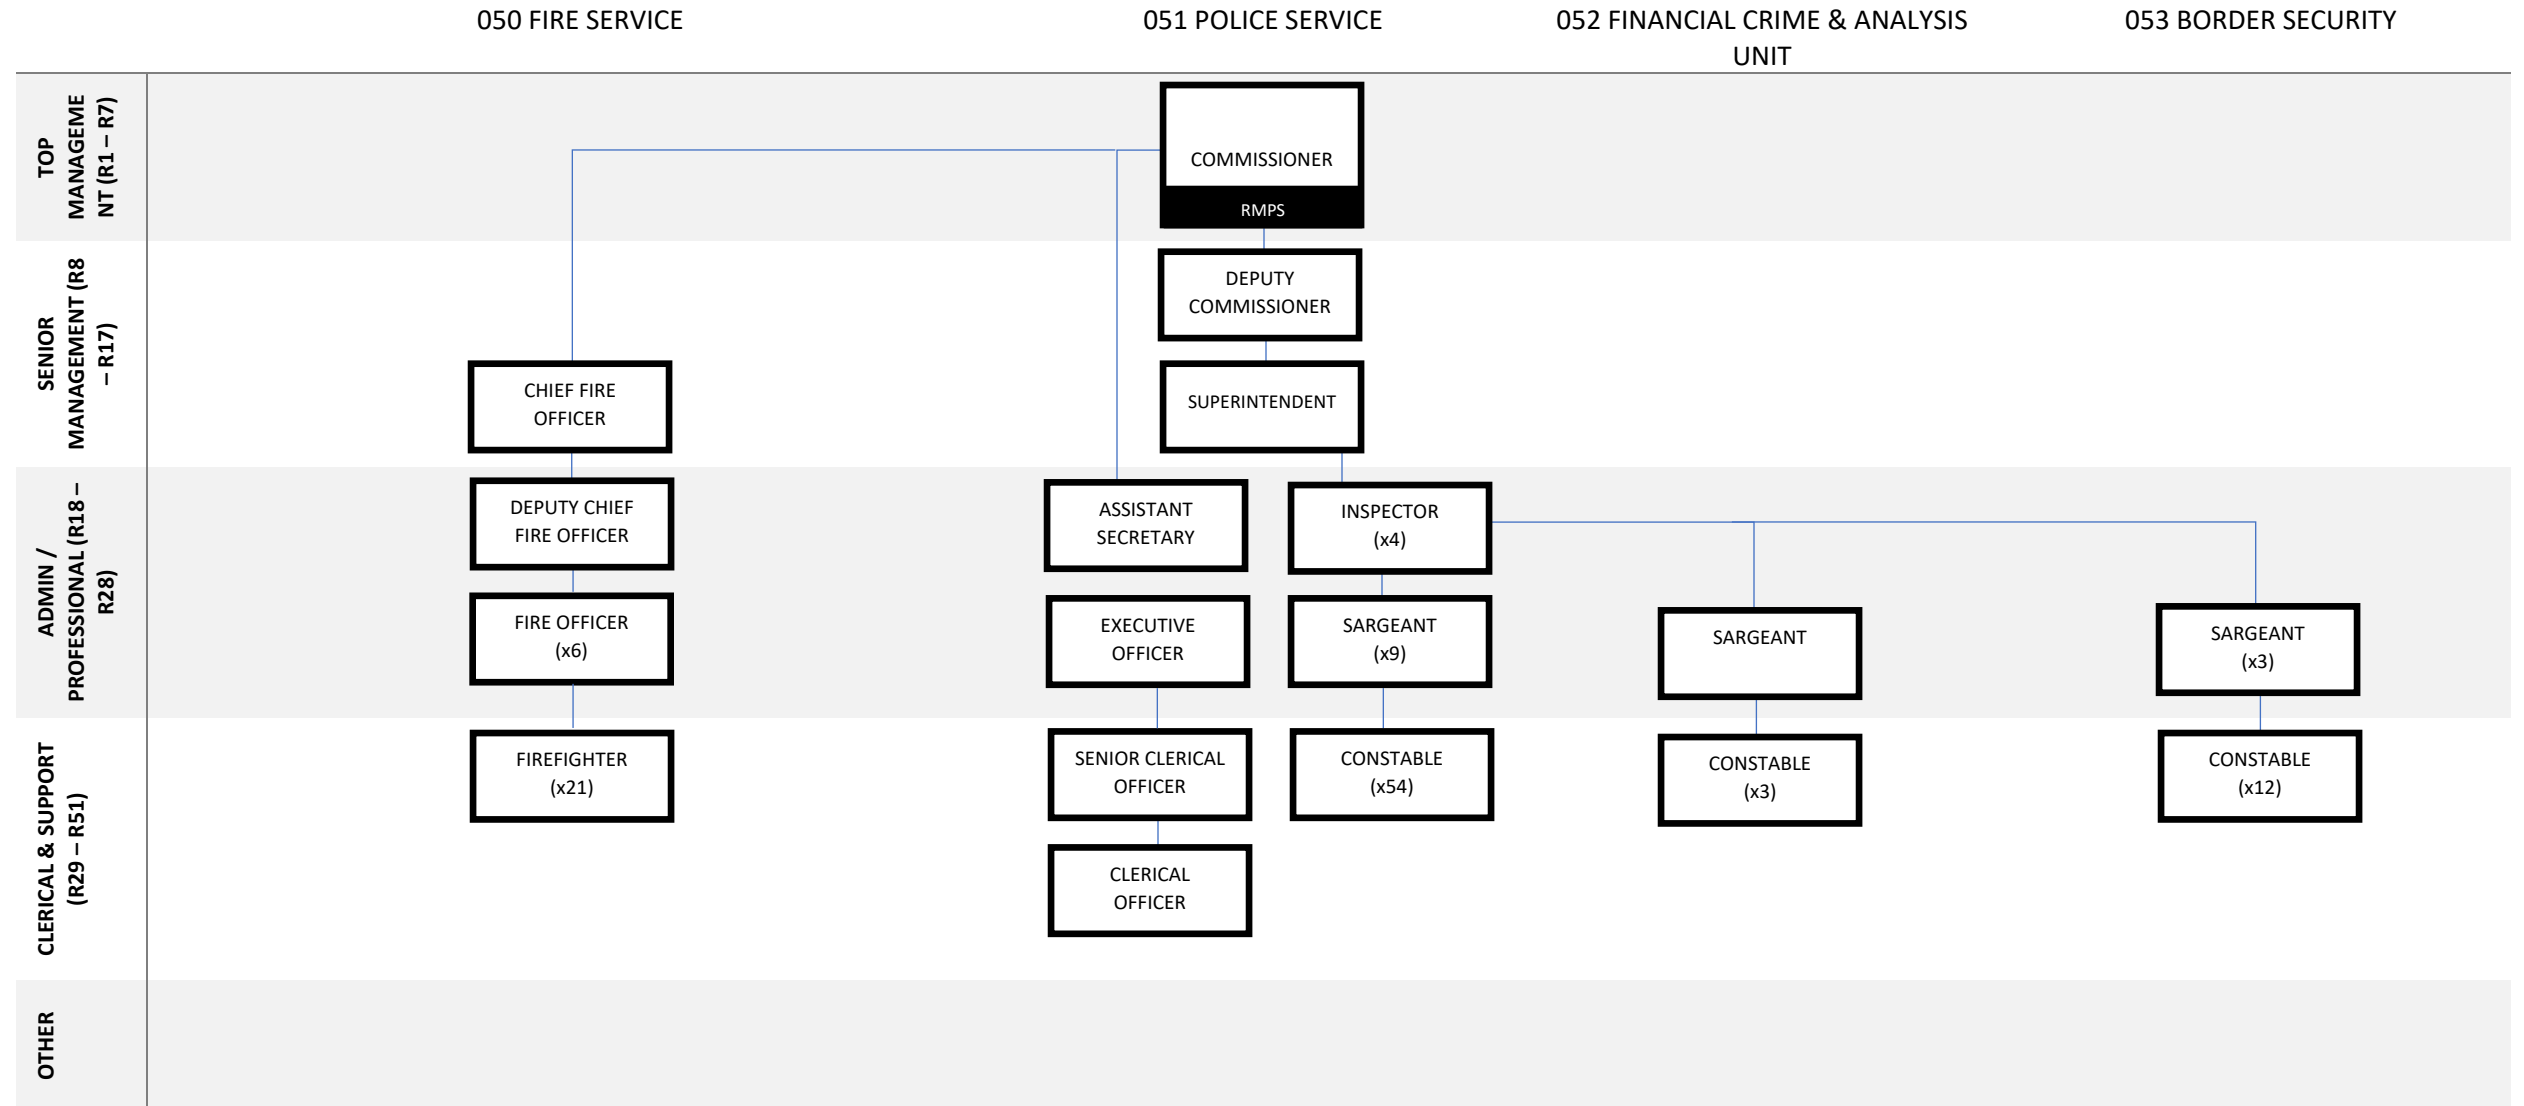 050 FIRE SERVICE
051 POLICE SERVICE
052 FINANCIAL CRIME & ANALYSIS
UNIT
053 BORDER SECURITY
TOP
MANAGEME
NT (R1 – R7)
COMMISSIONER
RMPS
SENIOR
MANAGEMENT (R8
– R17)
DEPUTY
COMMISSIONER
CHIEF FIRE
OFFICER
SUPERINTENDENT
ADMIN /
PROFESSIONAL (R18 –
R28)
DEPUTY CHIEF
FIRE OFFICER
ASSISTANT
SECRETARY
INSPECTOR
(x4)
FIRE OFFICER
(x6)
EXECUTIVE
OFFICER
SARGEANT
(x9)
SARGEANT
SARGEANT
(x3)
CLERICAL & SUPPORT
(R29 – R51)
FIREFIGHTER
(x21)
SENIOR CLERICAL
OFFICER
CONSTABLE
(x54)
CONSTABLE
(x3)
CONSTABLE
(x12)
CLERICAL
OFFICER
OTHER